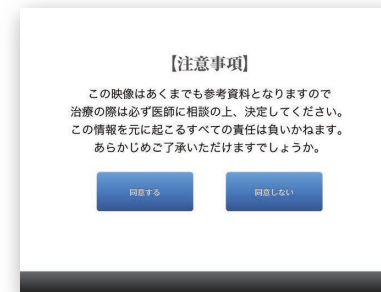 【注意事項】
この映像はあくまでも参考資料となりますので
治療の際は必ず医師に相談の上、決定してください。
この情報を元に起こるすべての責任は負いかねます。
あらかじめご了承いただけますでしょうか。
同意する
同意しない